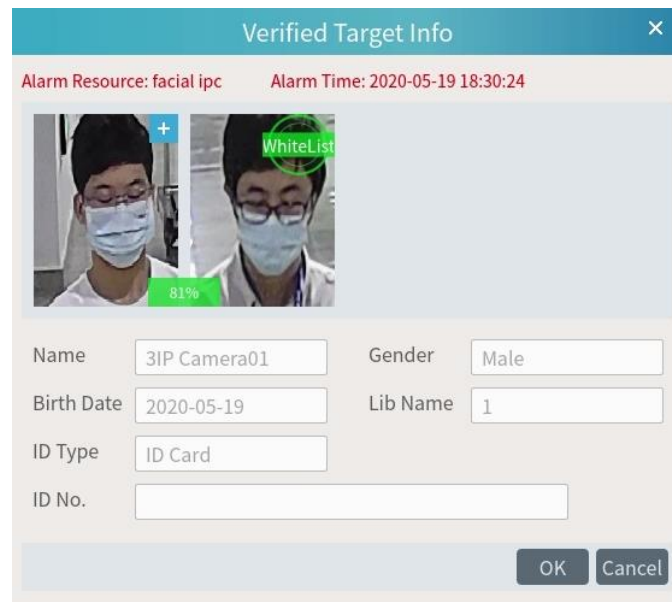 Verified Target Info
Alarm Resource: facial ipc Alarm Time: 2020-05-19 18:30:24
WhiteList
81%
Name 3IP Camera01 Gender Male
Birth Date 2020-05-19 Lib Name 1
ID Type ID Card
ID No.
OK Cancel